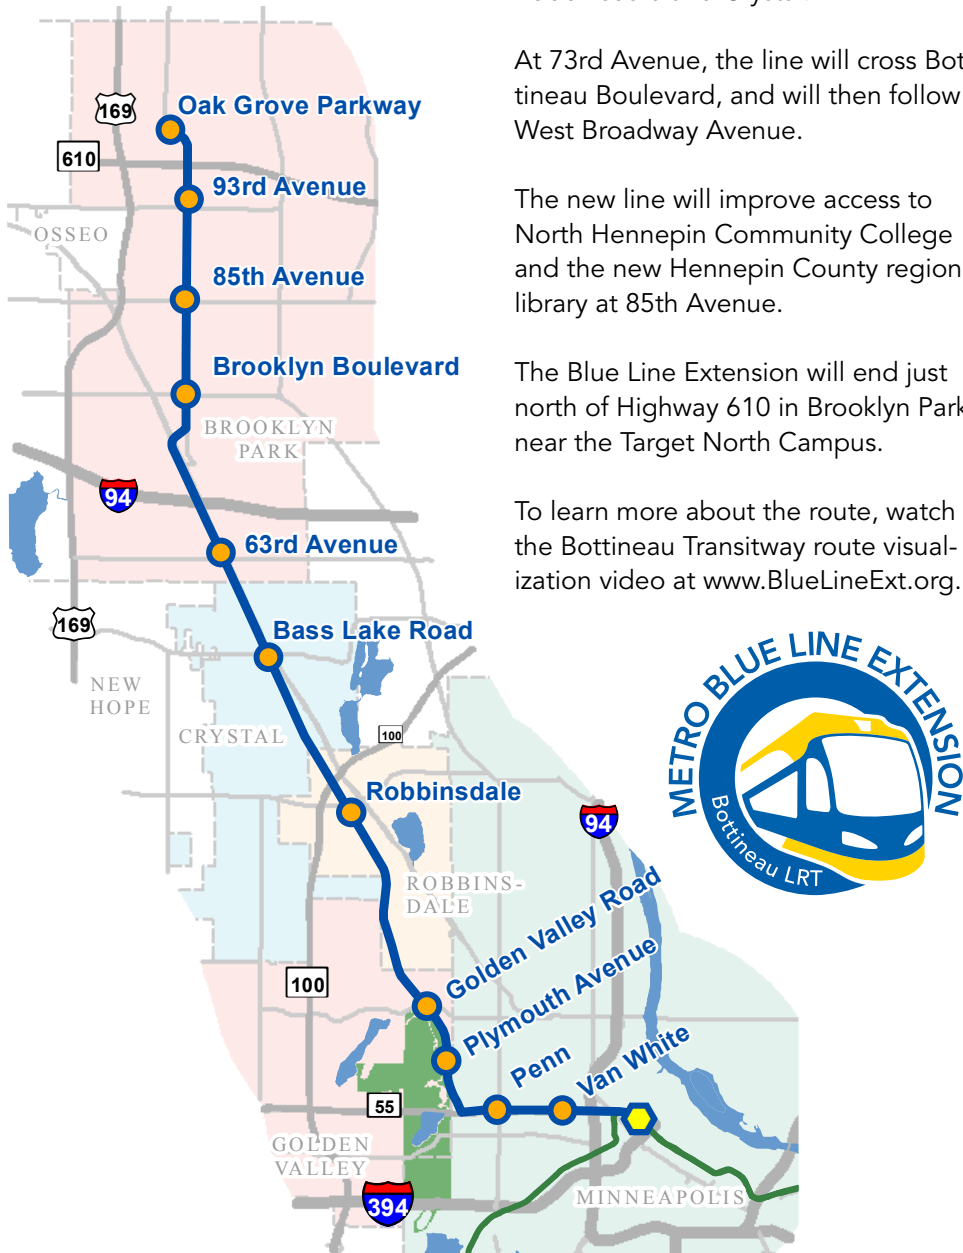 At 73rd Avenue, the line will cross Bot-
tineau Boulevard, and will then follow
West Broadway Avenue.
The new line will improve access to
North Hennepin Community College
and the new Hennepin County region
library at 85th Avenue.
The Blue Line Extension will end just
north of Highway 610 in Brooklyn Park
near the Target North Campus.
To learn more about the route, watch
the Bottineau Transitway route visual-
ization video at www.BlueLineExt.org.
169
Oak Grove Parkway
610
93rd Avenue
OSSEO
85th Avenue
Brooklyn Boulevard
BROOKLYN
PARK
94
63rd Avenue
169
Bass Lake Road
NEW
HOPE
CRYSTAL
100
Robbinsdale
94
ROBBINS-
DALE
Golden Valley Road
100
Plymouth Avenue
Penn
Van White
55
GOLDEN
VALLEY
MINNEAPOLIS
394
METRO BLUE LINE EXTENSION
Bottineau LRT